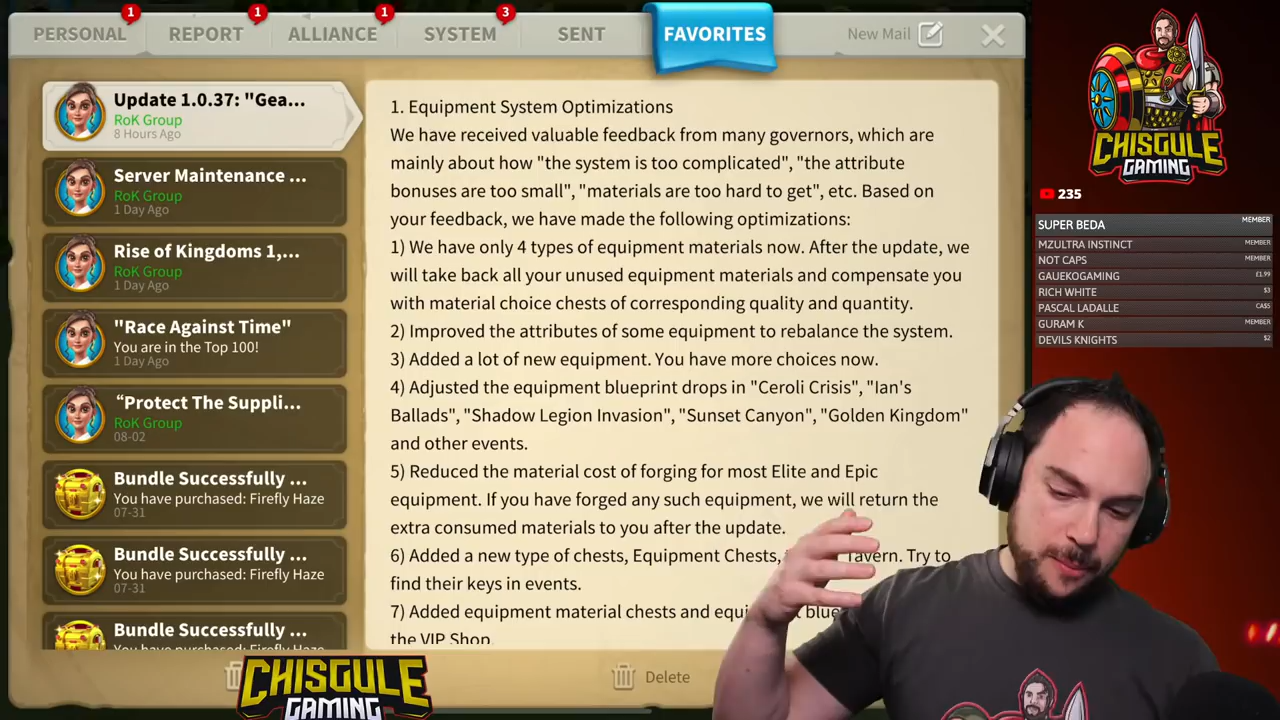 1
1
1
3
PERSONAL
REPORT
ALLIANCE
SYSTEM
SENT
FAVORITES
New Mail
Update 1.0.37: "Gea...
RoK Group
8 Hours Ago
Server Maintenance ...
RoK Group
1 Day Ago
Rise of Kingdoms 1,...
RoK Group
1 Day Ago
"Race Against Time"
You are in the Top 100!
1 Day Ago
“Protect The Suppli...
RoK Group
08-02
Bundle Successfully ...
You have purchased: Firefly Haze
07-31
Bundle Successfully ...
You have purchased: Firefly Haze
07-31
Bundle Successfully ...
You have purchased: Firefly Haze
1. Equipment System Optimizations
We have received valuable feedback from many governors, which are
mainly about how "the system is too complicated", "the attribute
bonuses are too small", "materials are too hard to get", etc. Based on
your feedback, we have made the following optimizations:
1) We have only 4 types of equipment materials now. After the update, we
will take back all your unused equipment materials and compensate you
with material choice chests of corresponding quality and quantity.
2) Improved the attributes of some equipment to rebalance the system.
3) Added a lot of new equipment. You have more choices now.
4) Adjusted the equipment blueprint drops in "Ceroli Crisis", "Ian's
Ballads", "Shadow Legion Invasion", "Sunset Canyon", "Golden Kingdom"
and other events.
5) Reduced the material cost of forging for most Elite and Epic
equipment. If you have forged any such equipment, we will return the
extra consumed materials to you after the update.
6) Added a new type of chests, Equipment Chests, Tavern. Try to
find their keys in events.
7) Added equipment material chests and
the VIP Shop.
Delete
CHISGULE
GAMING
CHISGULE
GAMING
235
SUPER BEDA MEMBER
MZULTRA INSTINCT MEMBER
NOT CAPS MEMBER
GAUEKOGAMING £1.99
RICH WHITE $3
PASCAL LADALLE CA$5
GURAM K MEMBER
DEVILS KNIGHTS $2